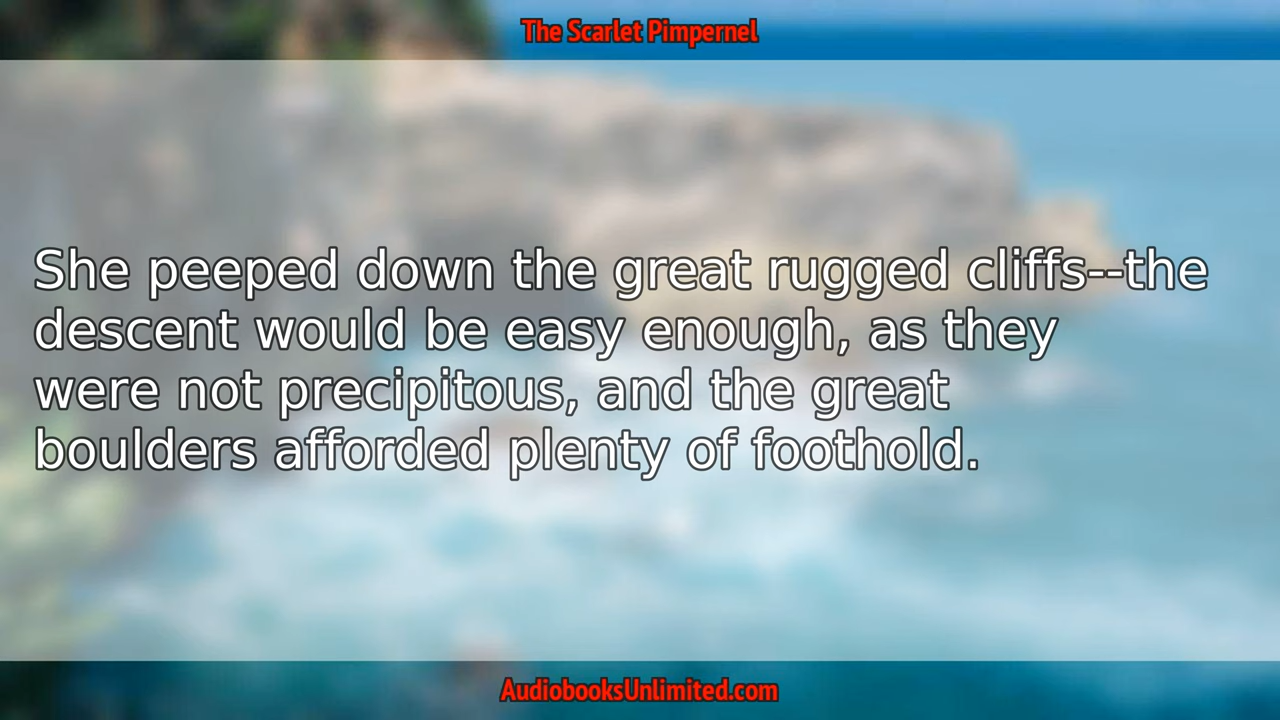 The Scarlet Pimpernel
She peeped down the great rugged cliffs--the
descent would be easy enough, as they
were not precipitous, and the great
boulders afforded plenty of foothold.
AudiobooksUnlimited.com